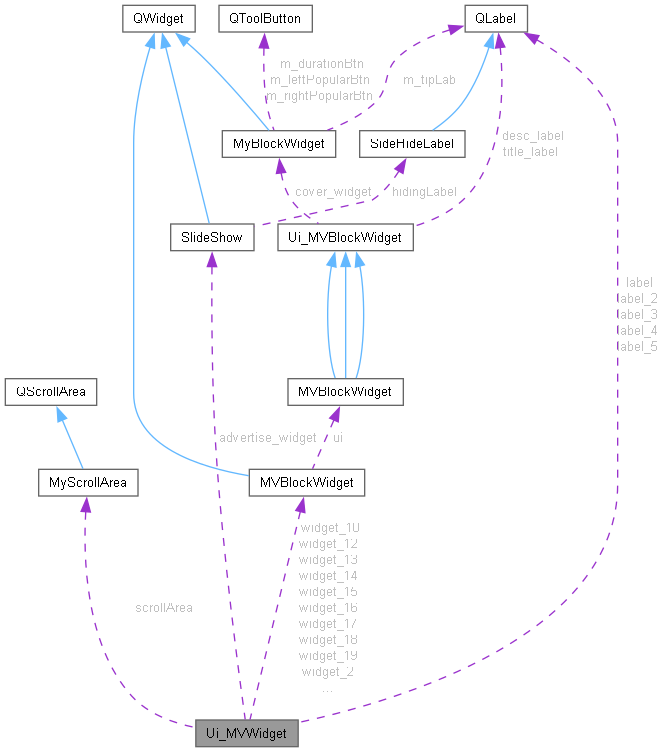 QWidget
QToolButton
QLabel
m_durationBtn
m_leftPopularBtn
m_rightPopularBtn
m_tipLab
MyBlockWidget
SideHideLabel
desc_label
title_label
cover_widget
hidingLabel
SlideShow
Ui_MVBlockWidget
label
label_2
label_3
label_4
label_5
QScrollArea
MVBlockWidget
advertise_widget
ui
MyScrollArea
MVBlockWidget
widget_10
widget_12
widget_13
widget_14
widget_15
widget_16
widget_17
widget_18
widget_19
widget_2
...
scrollArea
Ui_MVWidget